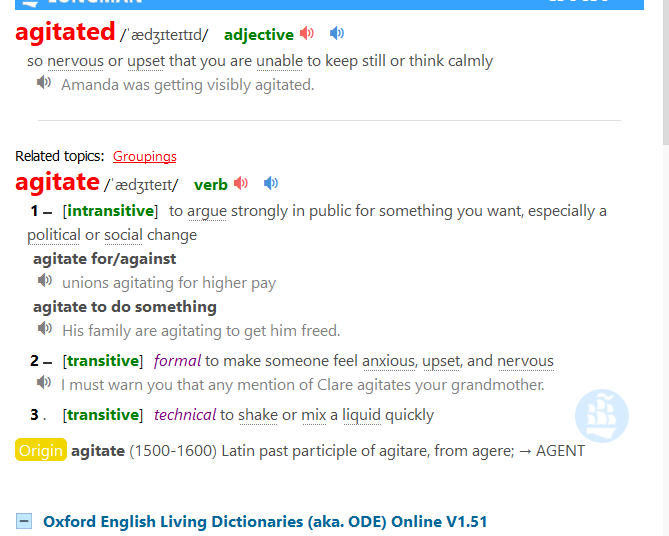 LONGMAN
agitated /ˈædʒɪteɪtɪd/ adjective
so nervous or upset that you are unable to keep still or think calmly
Amanda was getting visibly agitated.
Related topics: Groupings
agitate /ˈædʒɪteɪt/ verb
1 – [intransitive] to argue strongly in public for something you want, especially a
political or social change
agitate for/against
unions agitating for higher pay
agitate to do something
His family are agitating to get him freed.
2 – [transitive] formal to make someone feel anxious, upset, and nervous
I must warn you that any mention of Clare agitates your grandmother.
3 . [transitive] technical to shake or mix a liquid quickly
Origin agitate (1500-1600) Latin past participle of agitare, from agere; → AGENT
Oxford English Living Dictionaries (aka. ODE) Online V1.51